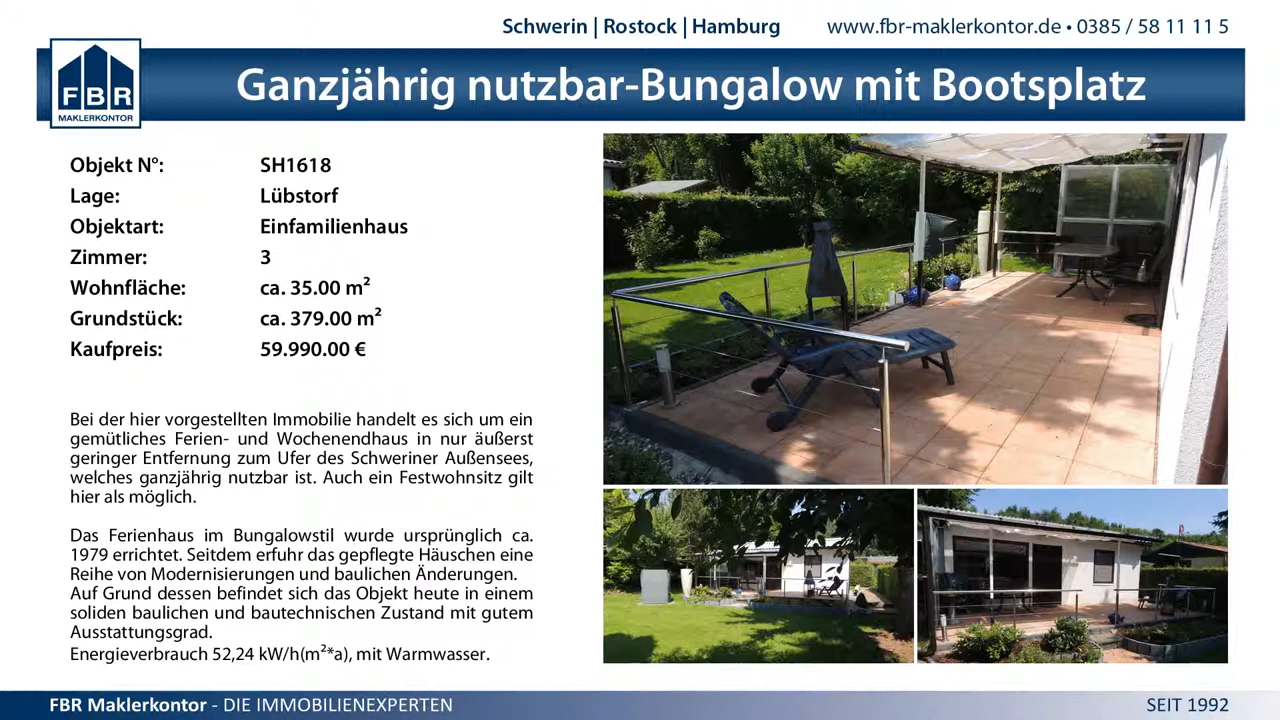 Schwerin | Rostock | Hamburg www.fbr-maklerkontor.de • 0385 / 58 11 11 5
FBR
MAKLERKONTOR
Ganzjährig nutzbar-Bungalow mit Bootsplatz
Objekt N°: SH1618
Lage: Lübstorf
Objektart: Einfamilienhaus
Zimmer: 3
Wohnfläche: ca. 35.00 m²
Grundstück: ca. 379.00 m²
Kaufpreis: 59.990.00 €
Bei der hier vorgestellten Immobilie handelt es sich um ein
gemütliches Ferien- und Wochenendhaus in nur äußerst
geringer Entfernung zum Ufer des Schweriner Außensees,
welches ganzjährig nutzbar ist. Auch ein Festwohnsitz gilt
hier als möglich.
Das Ferienhaus im Bungalowstil wurde ursprünglich ca.
1979 errichtet. Seitdem erfuhr das gepflegte Häuschen eine
Reihe von Modernisierungen und baulichen Änderungen.
Auf Grund dessen befindet sich das Objekt heute in einem
soliden baulichen und bautechnischen Zustand mit gutem
Ausstattungsgrad.
Energieverbrauch 52,24 kW/h(m²*a), mit Warmwasser.
FBR Maklerkontor - DIE IMMOBILIENEXPERTEN SEIT 1992